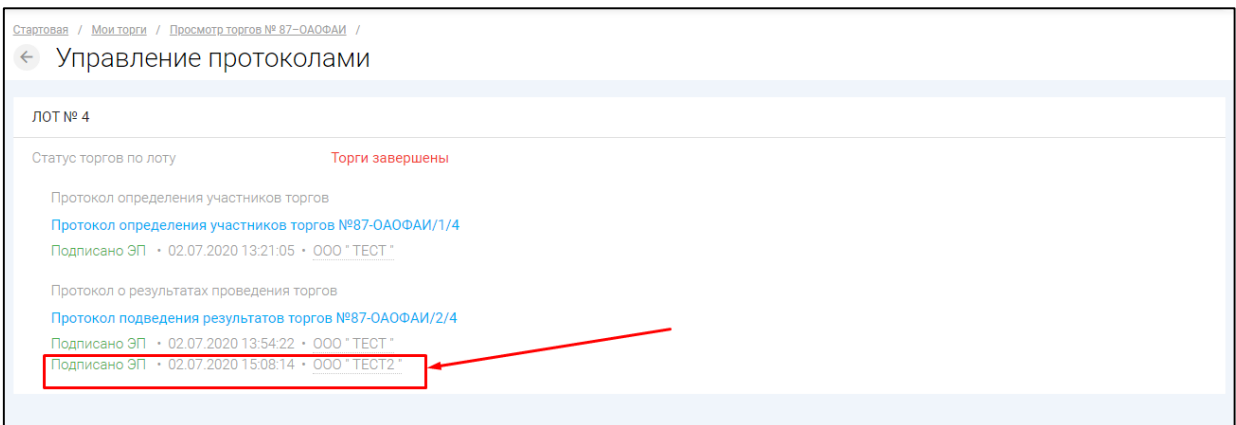 Стартовая / Мои торги / Просмотр торгов № 87-ОАОФАИ /
Управление протоколами
ЛОТ № 4
Статус торгов по лоту Торги завершены
Протокол определения участников торгов
Протокол определения участников торгов №87-ОАОФАИ/1/4
Подписано ЭП • 02.07.2020 13:21:05 • ООО " ТЕСТ "
Протокол о результатах проведения торгов
Протокол подведения результатов торгов №87-ОАОФАИ/2/4
Подписано ЭП • 02.07.2020 13:54:22 • ООО " ТЕСТ "
Подписано ЭП • 02.07.2020 15:08:14 • ООО " ТЕСТ2 "